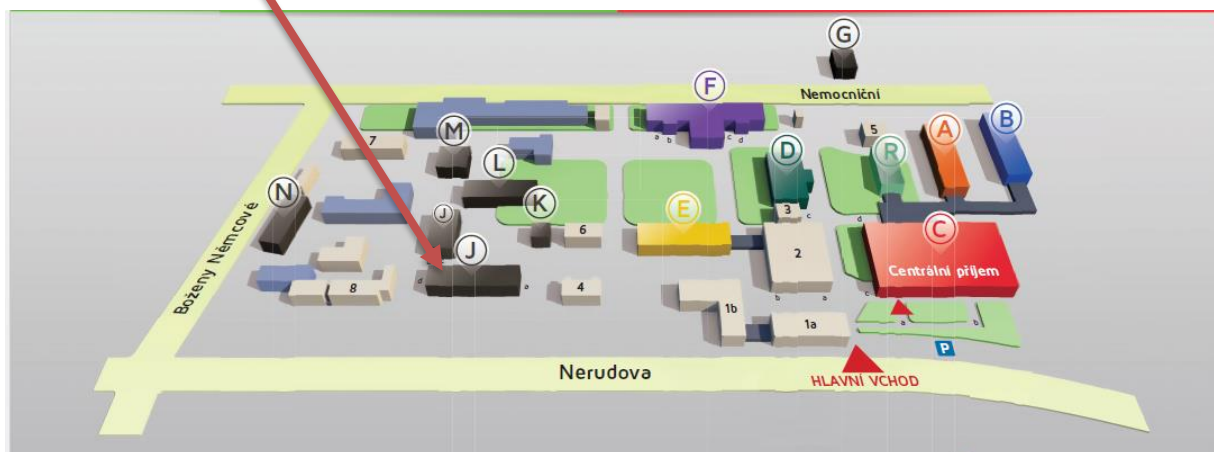 G
Nemocniční
F
a b c d
5
A
B
M
7
D
R
L
N
K
J
3
c
d
E
6
C
2
Centrální příjem
J
d
a
8
4
b a
c
1b
1a
a b
P
Boženy Němcové
Nerudova
HLAVNÍ VCHOD